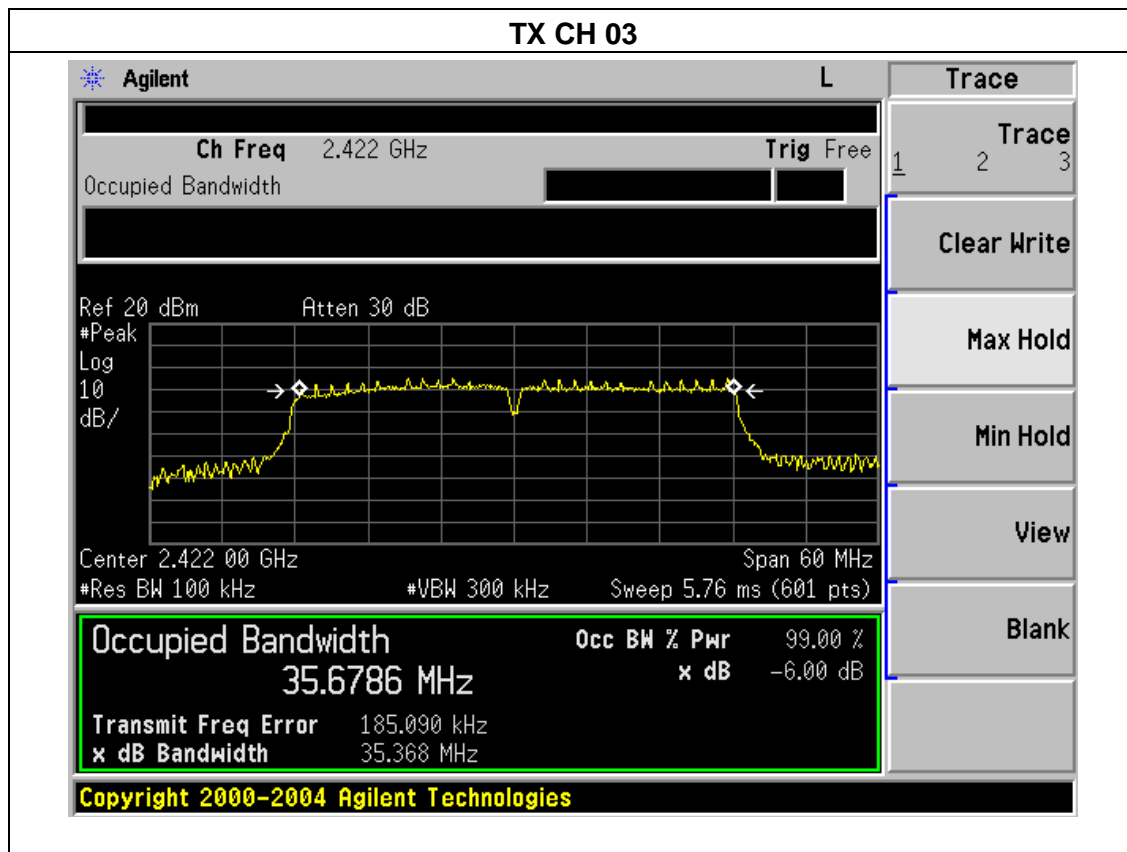 TX CH 03
Agilent L Trace
Ch Freq 2.422 GHz Trig Free
Occupied Bandwidth
Trace
1 2 3
Clear Write
Max Hold
Min Hold
View
Blank
Ref 20 dBm Atten 30 dB
#Peak
Log
10
dB/
Center 2.422 00 GHz Span 60 MHz
#Res BW 100 kHz #VBW 300 kHz Sweep 5.76 ms (601 pts)
Occupied Bandwidth Occ BW % Pwr 99.00 %
35.6786 MHz x dB -6.00 dB
Transmit Freq Error 185.090 kHz
x dB Bandwidth 35.368 MHz
Copyright 2000-2004 Agilent Technologies